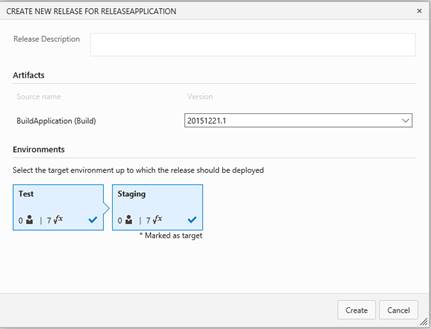 CREATE NEW RELEASE FOR RELEASEAPPLICATION
Release Description
Artifacts
Source name Version
BuildApplication (Build) 20151221.1
Environments
Select the target environment up to which the release should be deployed
Test Staging
0 | 7 fx 0 | 7 fx
* Marked as target
Create Cancel